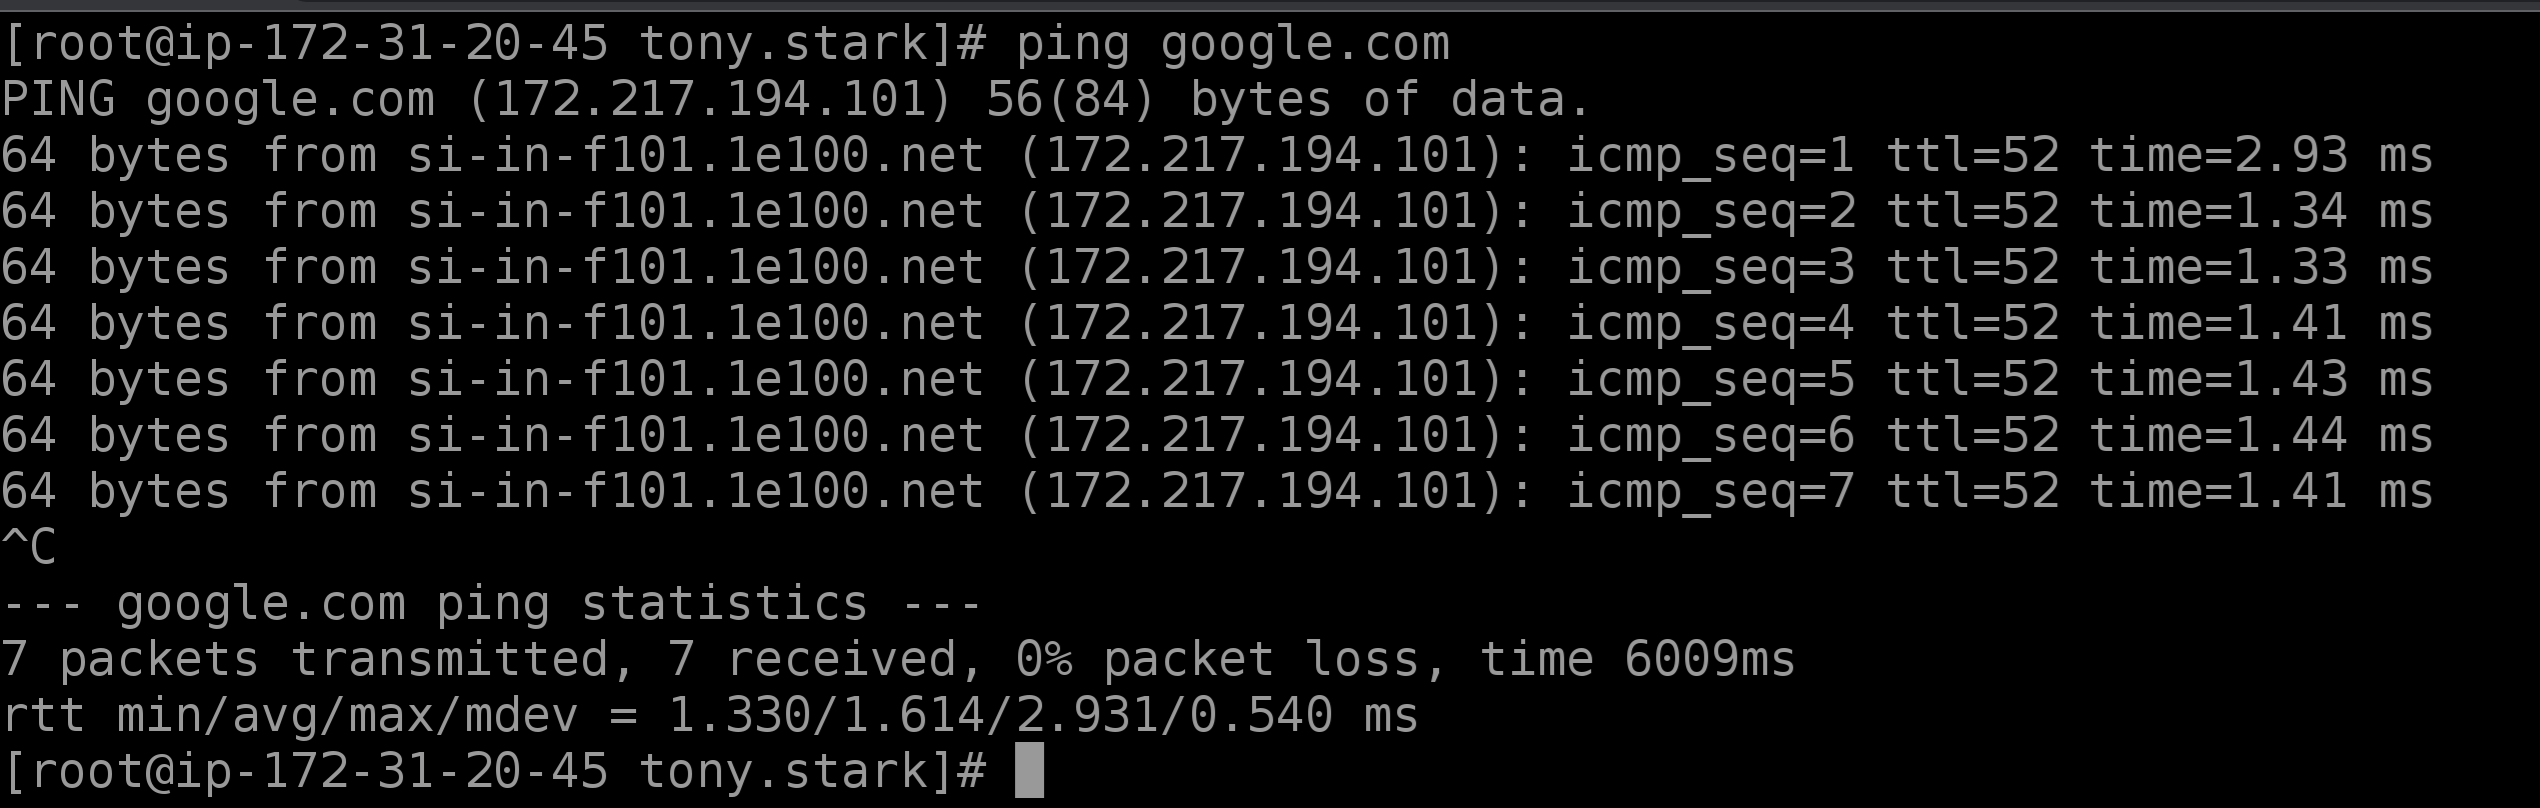 [root@ip-172-31-20-45 tony.stark]# ping google.com
PING google.com (172.217.194.101) 56(84) bytes of data.
64 bytes from si-in-f101.1e100.net (172.217.194.101): icmp_seq=1 ttl=52 time=2.93 ms
64 bytes from si-in-f101.1e100.net (172.217.194.101): icmp_seq=2 ttl=52 time=1.34 ms
64 bytes from si-in-f101.1e100.net (172.217.194.101): icmp_seq=3 ttl=52 time=1.33 ms
64 bytes from si-in-f101.1e100.net (172.217.194.101): icmp_seq=4 ttl=52 time=1.41 ms
64 bytes from si-in-f101.1e100.net (172.217.194.101): icmp_seq=5 ttl=52 time=1.43 ms
64 bytes from si-in-f101.1e100.net (172.217.194.101): icmp_seq=6 ttl=52 time=1.44 ms
64 bytes from si-in-f101.1e100.net (172.217.194.101): icmp_seq=7 ttl=52 time=1.41 ms
^C
--- google.com ping statistics ---
7 packets transmitted, 7 received, 0% packet loss, time 6009ms
rtt min/avg/max/mdev = 1.330/1.614/2.931/0.540 ms
[root@ip-172-31-20-45 tony.stark]#